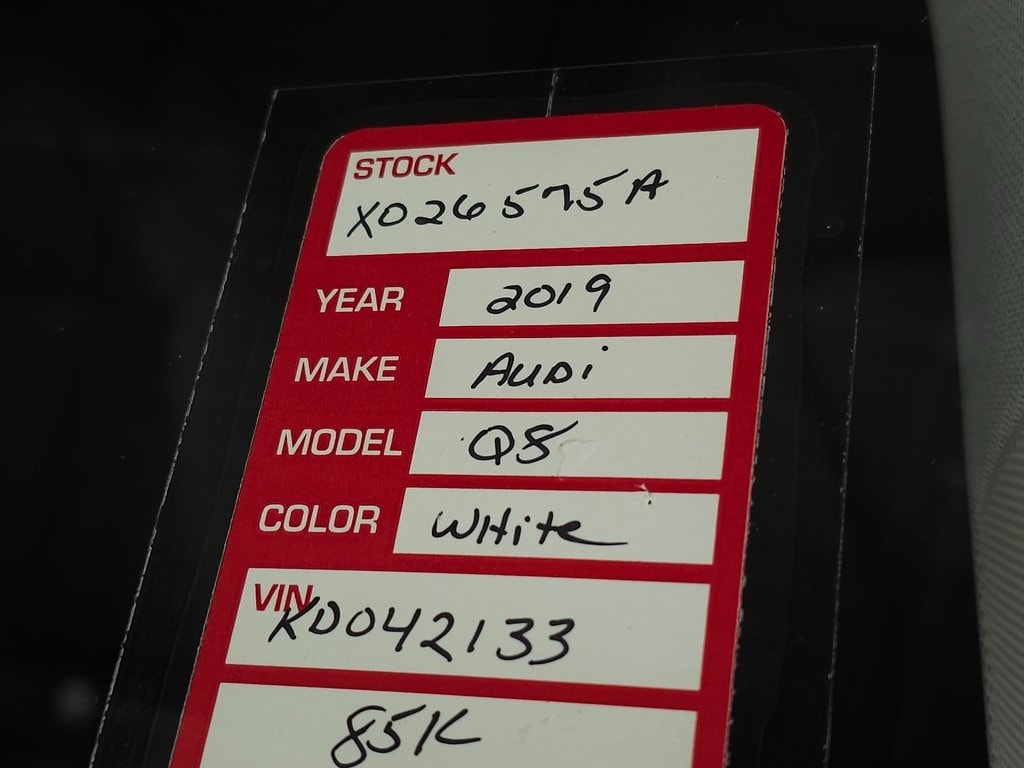 STOCK
X026575A
YEAR 2019
MAKE AUDi
MODEL Q8
COLOR WHite
VIN
KD042133
85K